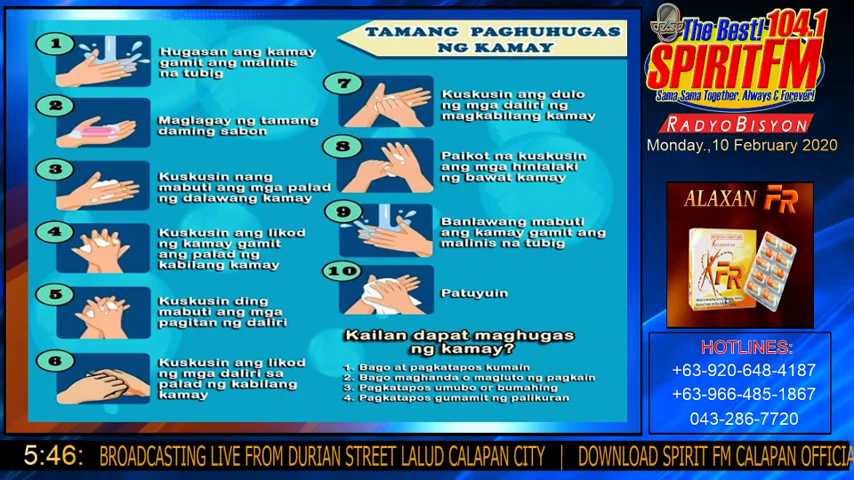 TAMANG PAGHUHUGAS
NG KAMAY
1
Hugasan ang kamay
gamit ang malinis
na tubig
2
Maglagay ng tamang
daming sabon
3
Kuskusin nang
mabuti ang mga palad
ng dalawang kamay
4
Kuskusin ang likod
ng kamay gamit
ang palad ng
kabilang kamay
5
Kuskusin ding
mabuti ang mga
pagitan ng daliri
6
Kuskusin ang likod
ng mga daliri sa
palad ng kabilang
kamay
7
Kuskusin ang dulo
ng mga daliri ng
magkabilang kamay
8
Paikot na kuskusin
ang mga hinlalaki
ng bawat kamay
9
Banlawang mabuti
ang kamay gamit ang
malinis na tubig
10
Patuyuin
Kailan dapat maghugas
ng kamay?
1. Bago at pagkatapos kumain
2. Bago maghanda o magluto ng pagkain
3. Pagkatapos umubo or bumahing
4. Pagkatapos gumamit ng palikuran
The Best! 104.1
SPIRIT FM
Sama Sama Together, Always & Forever!
RADYOBISYON
Monday.,10 February 2020
ALAXAN FR
FR
HOTLINES:
+63-920-648-4187
+63-966-485-1867
043-286-7720
5:46: BROADCASTING LIVE FROM DURIAN STREET LALUD CALAPAN CITY | DOWNLOAD SPIRIT FM CALAPAN OFFICIA